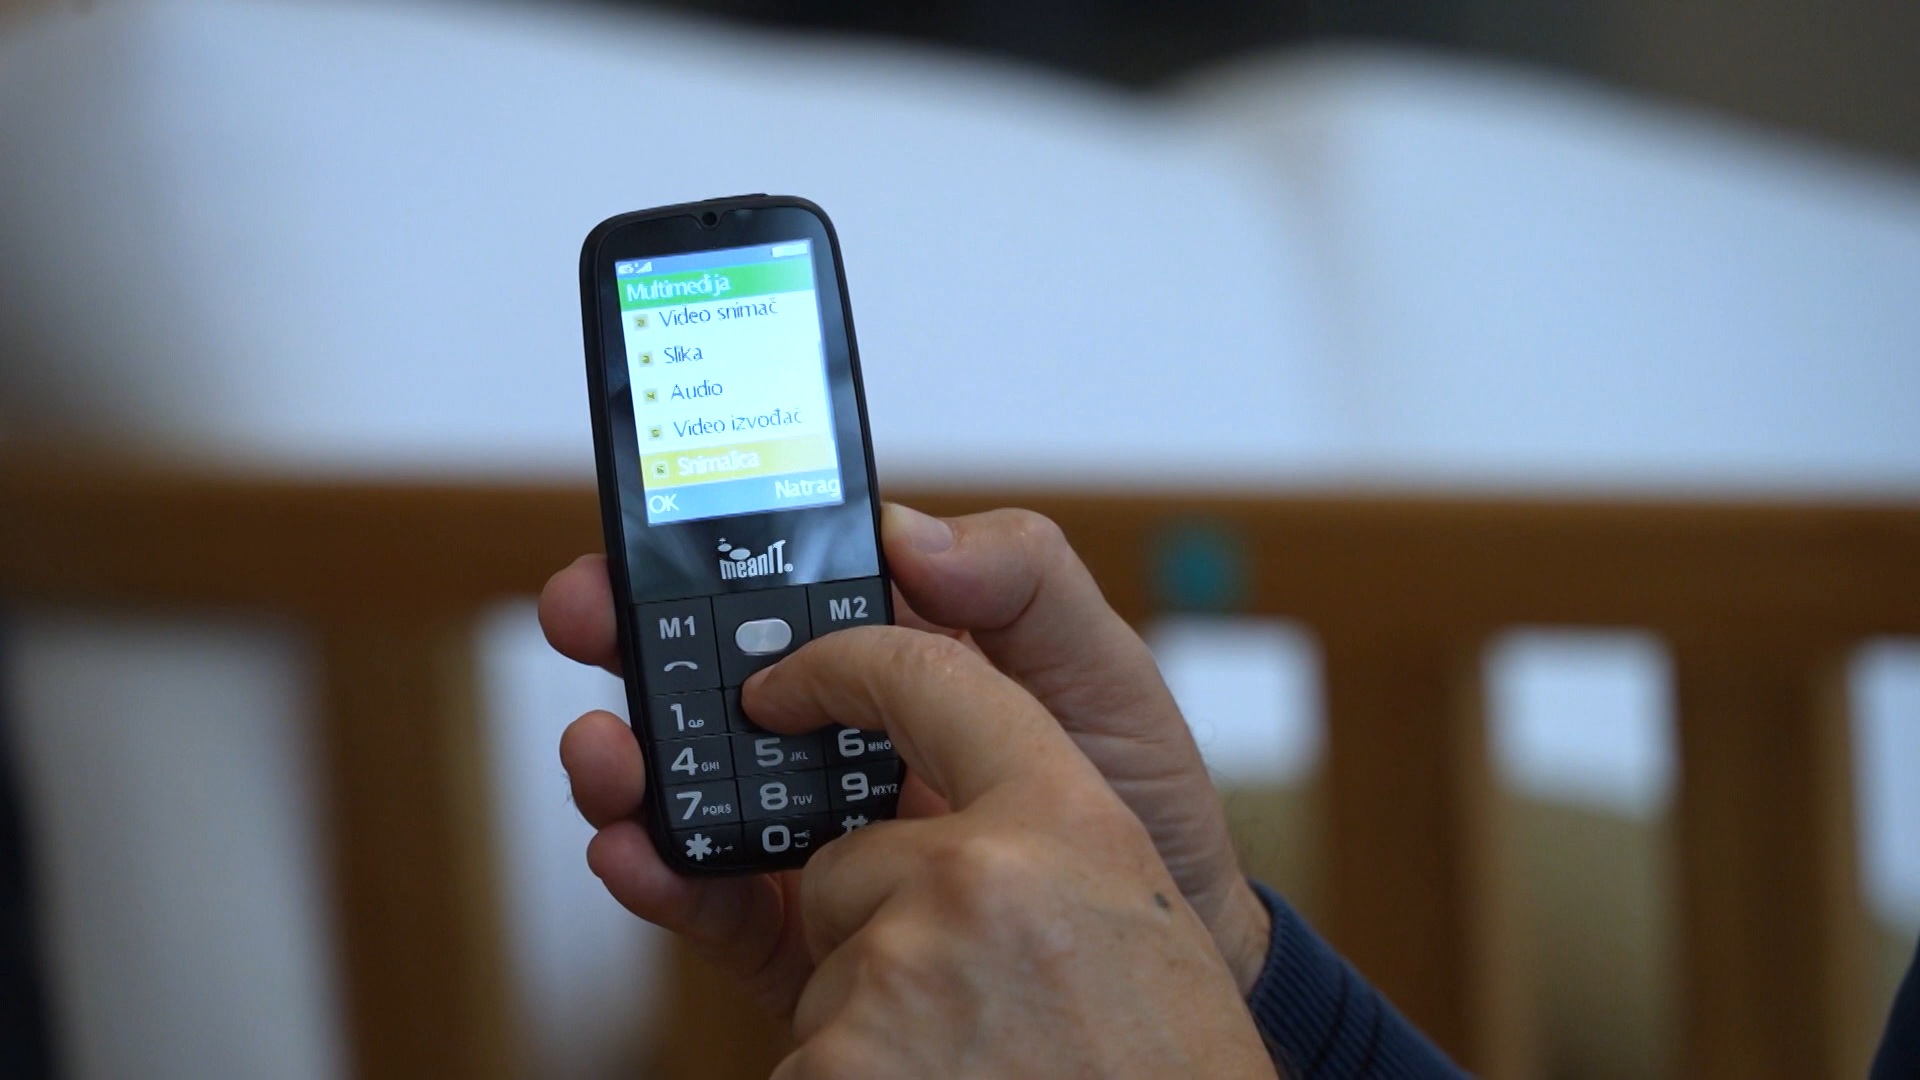 Multimedija
Video snimač
Slika
Audio
Video izvođač
Snimalica
OK Natrag
meanIT®
M1 M2
1
4 GHI 5 JKL 6 MNO
7 PQRS 8 TUV 9 WXYZ
* + 0 #